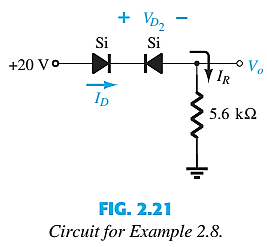 + V_D₂ −
Si Si
+20 V V_o
I_D I_R
5.6 kΩ
FIG. 2.21
Circuit for Example 2.8.